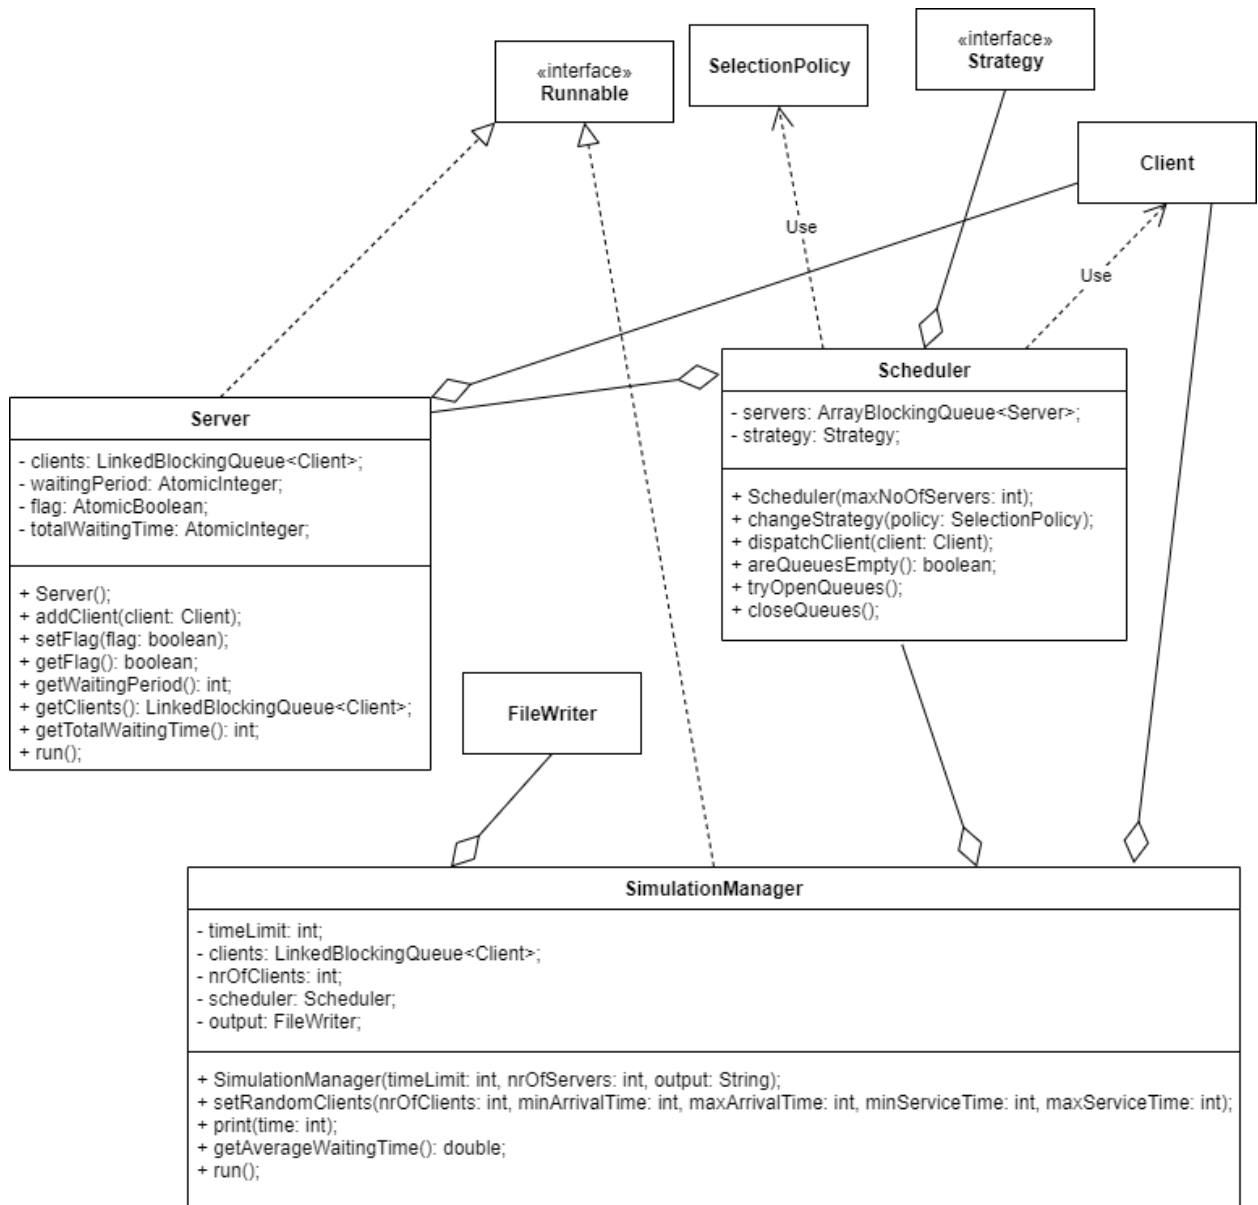 «interface»
Runnable
SelectionPolicy
«interface»
Strategy
Client
Use
Use
Server
- clients: LinkedBlockingQueue<Client>;
- waitingPeriod: AtomicInteger;
- flag: AtomicBoolean;
- totalWaitingTime: AtomicInteger;
+ Server();
+ addClient(client: Client);
+ setFlag(flag: boolean);
+ getFlag(): boolean;
+ getWaitingPeriod(): int;
+ getClients(): LinkedBlockingQueue<Client>;
+ getTotalWaitingTime(): int;
+ run();
Scheduler
- servers: ArrayBlockingQueue<Server>;
- strategy: Strategy;
+ Scheduler(maxNoOfServers: int);
+ changeStrategy(policy: SelectionPolicy);
+ dispatchClient(client: Client);
+ areQueuesEmpty(): boolean;
+ tryOpenQueues();
+ closeQueues();
FileWriter
SimulationManager
- timeLimit: int;
- clients: LinkedBlockingQueue<Client>;
- nrOfClients: int;
- scheduler: Scheduler;
- output: FileWriter;
+ SimulationManager(timeLimit: int, nrOfServers: int, output: String);
+ setRandomClients(nrOfClients: int, minArrivalTime: int, maxArrivalTime: int, minServiceTime: int, maxServiceTime: int);
+ print(time: int);
+ getAverageWaitingTime(): double;
+ run();